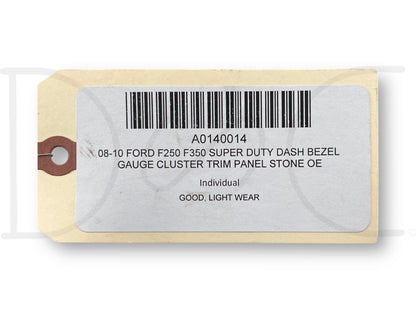 A0140014
08-10 FORD F250 F350 SUPER DUTY DASH BEZEL
GAUGE CLUSTER TRIM PANEL STONE OE
Individual
GOOD, LIGHT WEAR